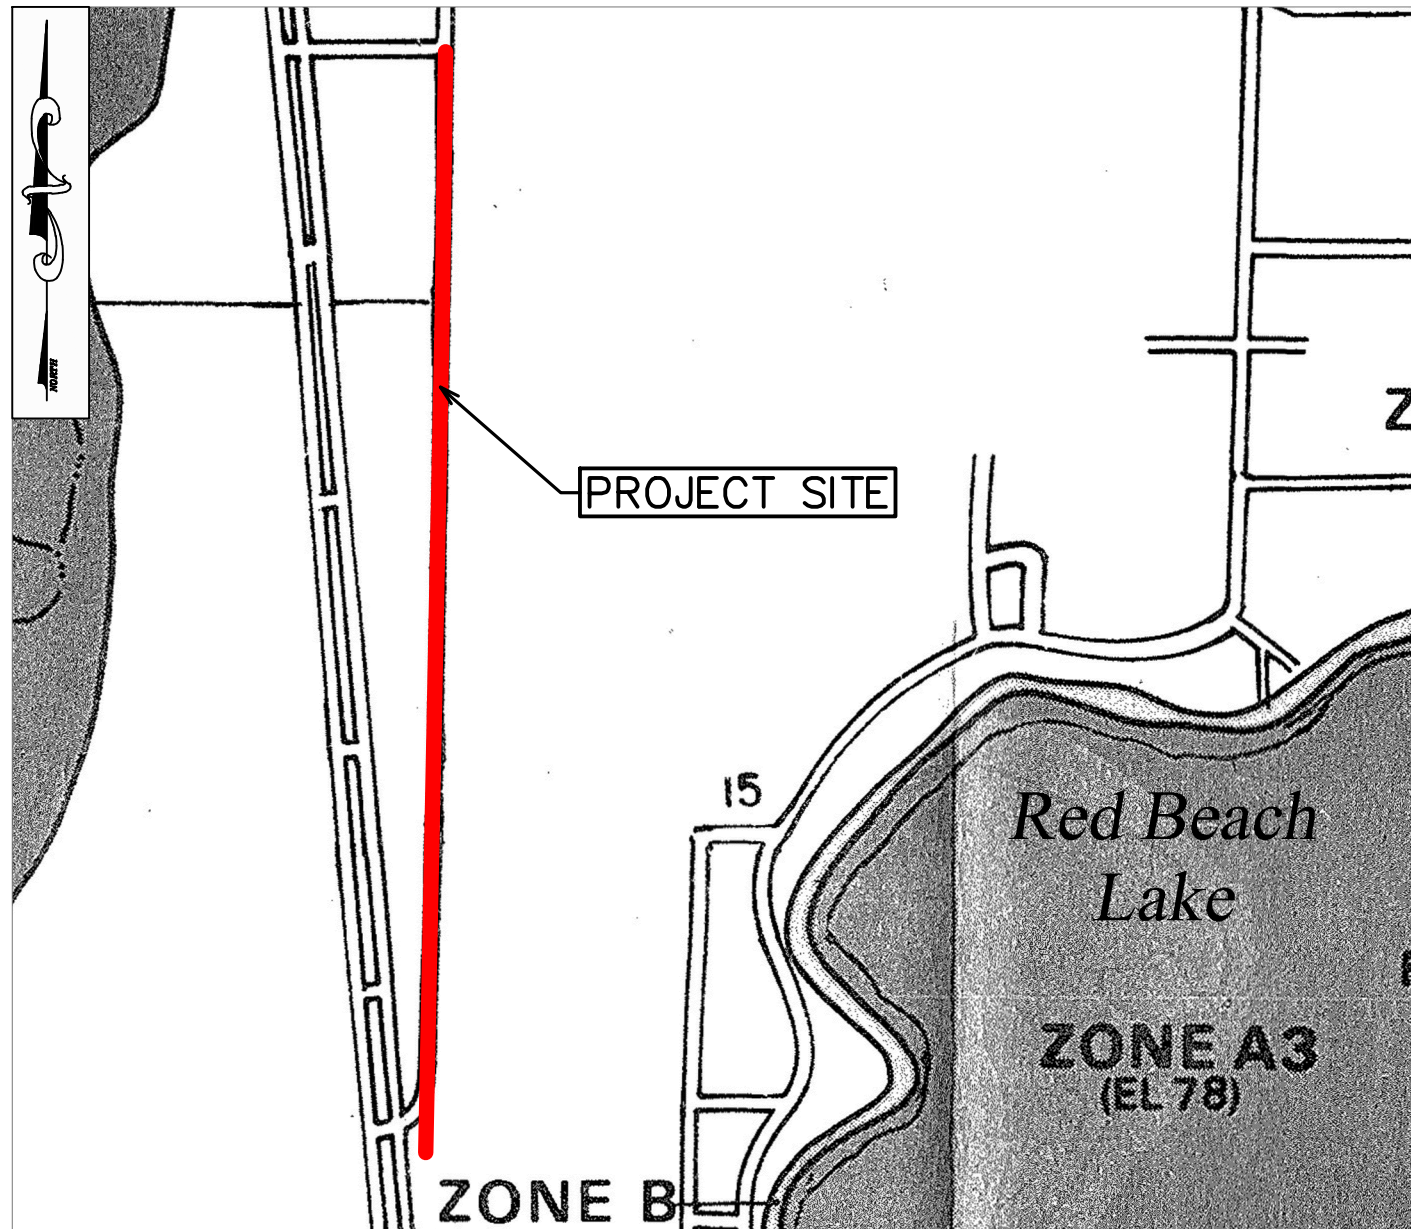 NORTH
Z
PROJECT SITE
15
Red Beach
Lake
ZONE A3
(EL 78)
ZONE B